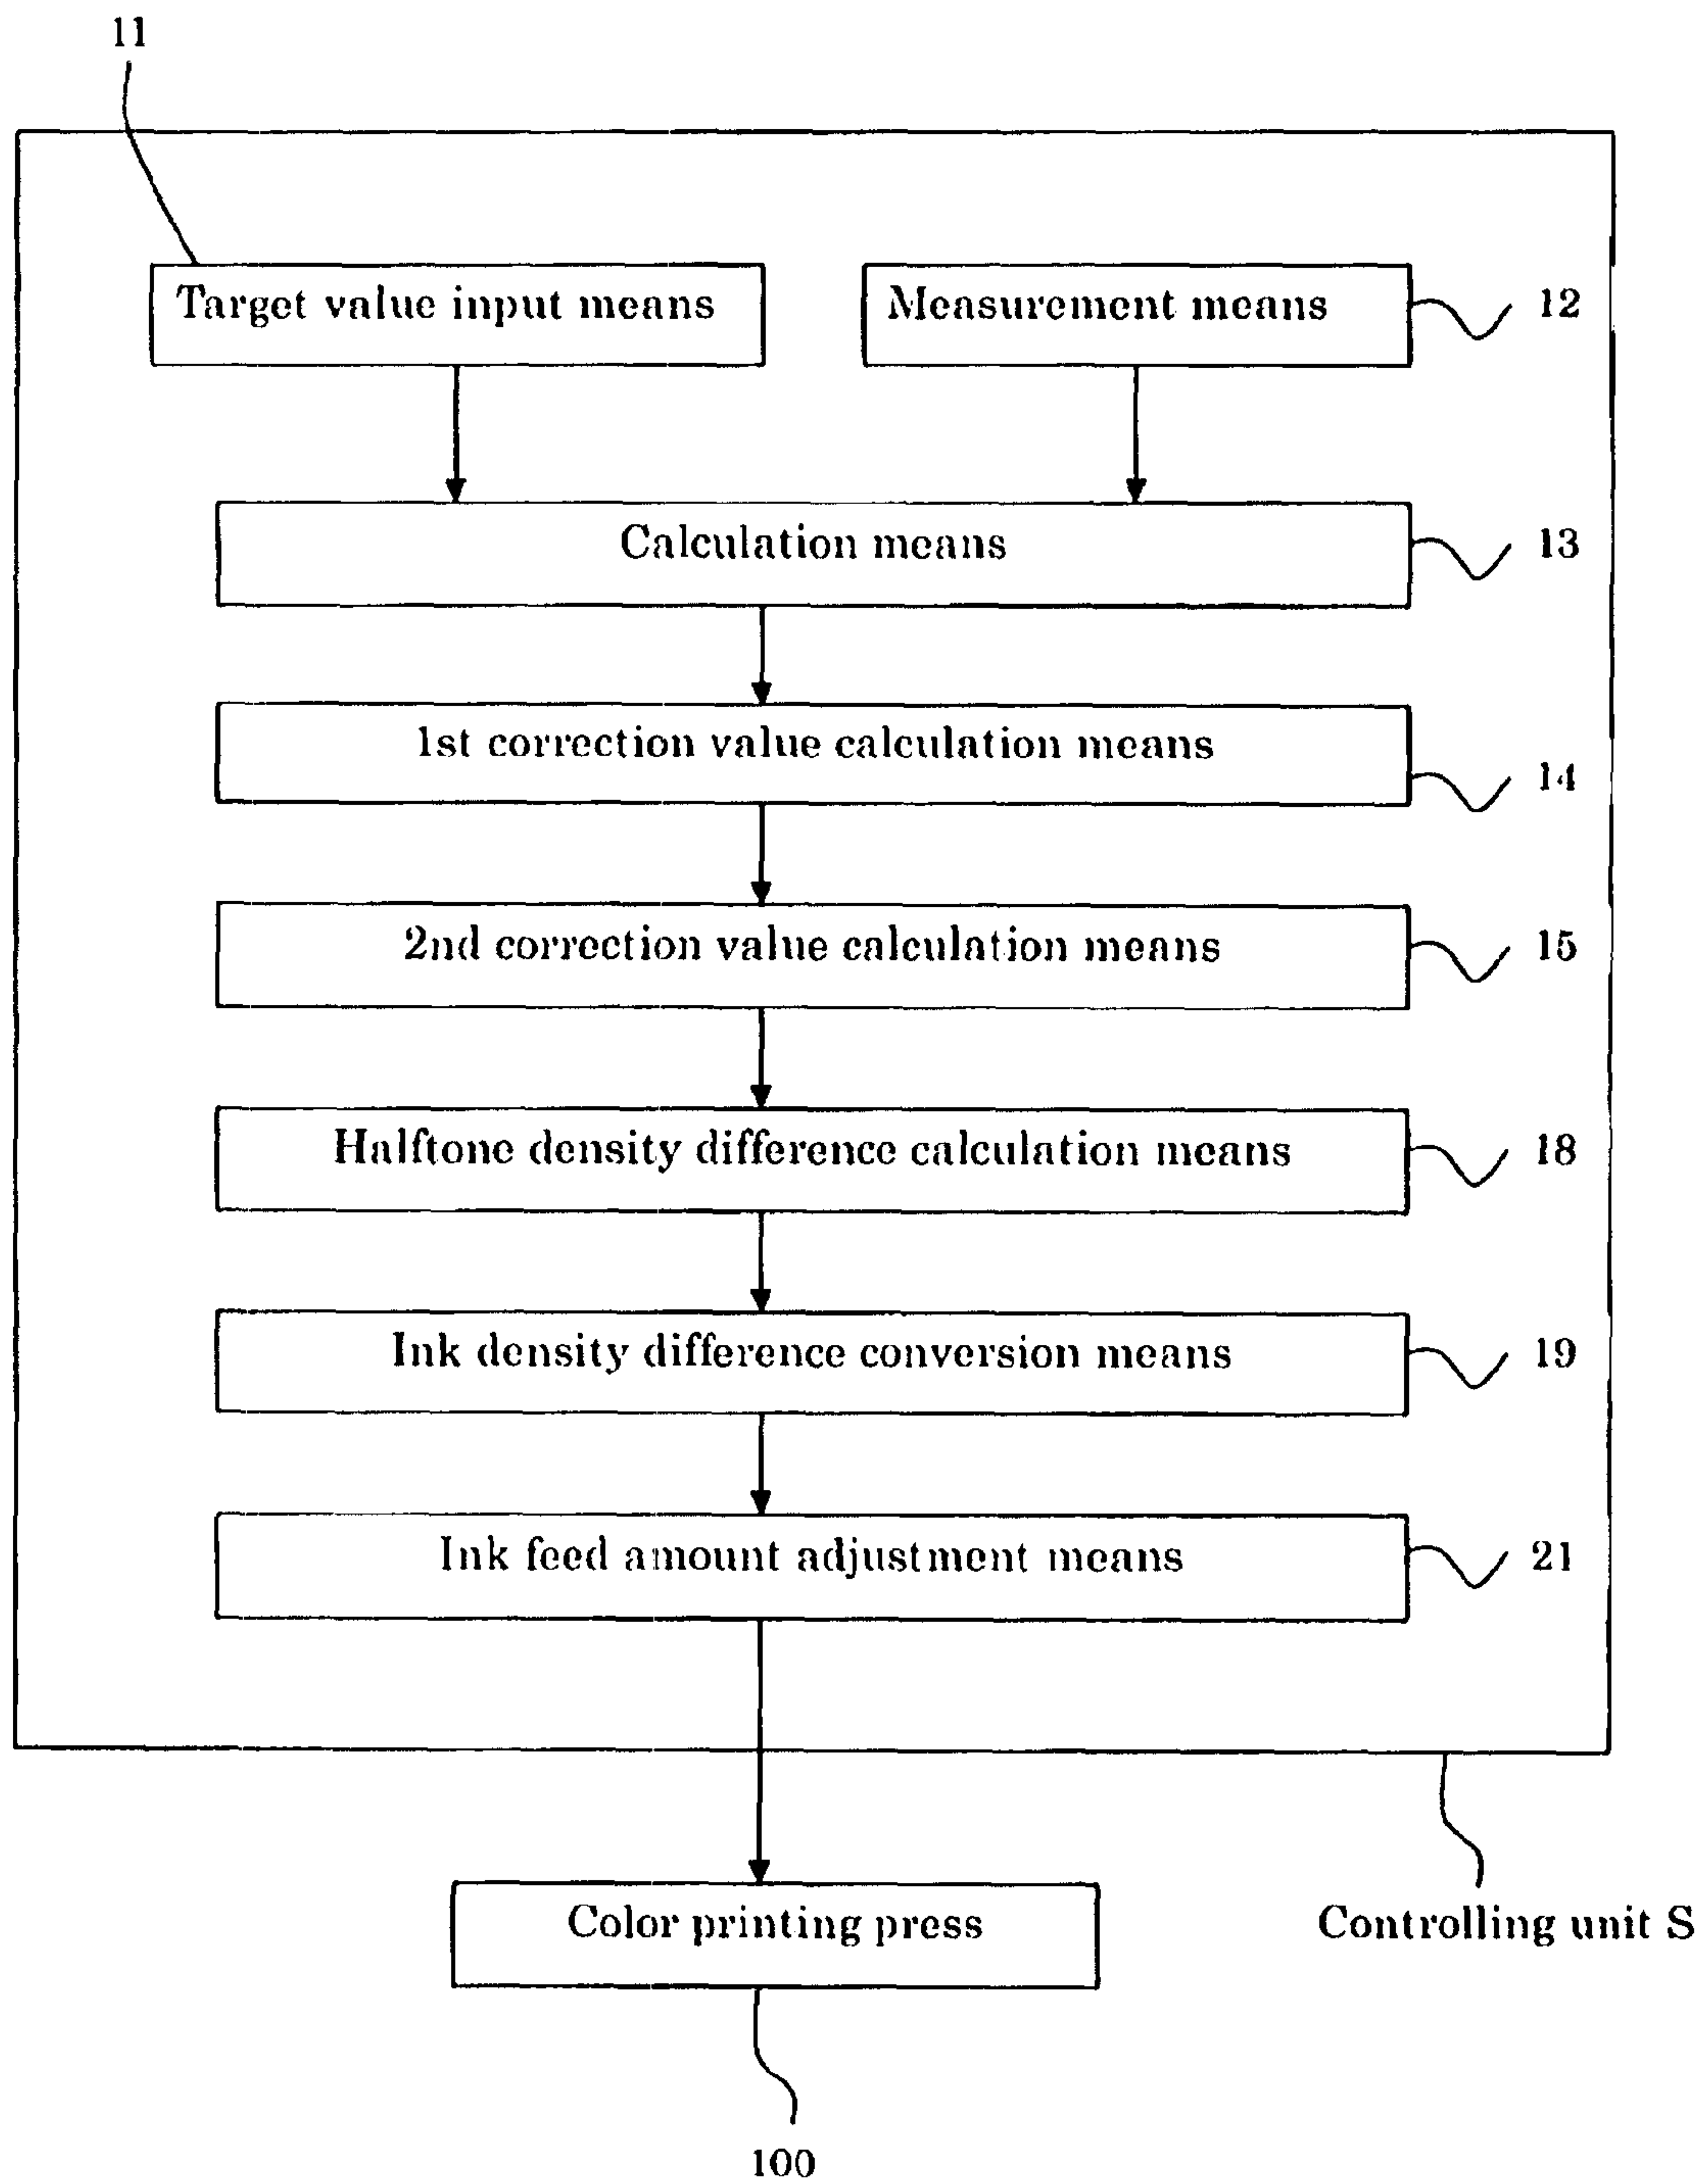 11
Target value input means
Measurement means
12
Calculation means
13
1st correction value calculation means
14
2nd correction value calculation means
15
Halftone density difference calculation means
18
Ink density difference conversion means
19
Ink feed amount adjustment means
21
Color printing press
Controlling unit S
100